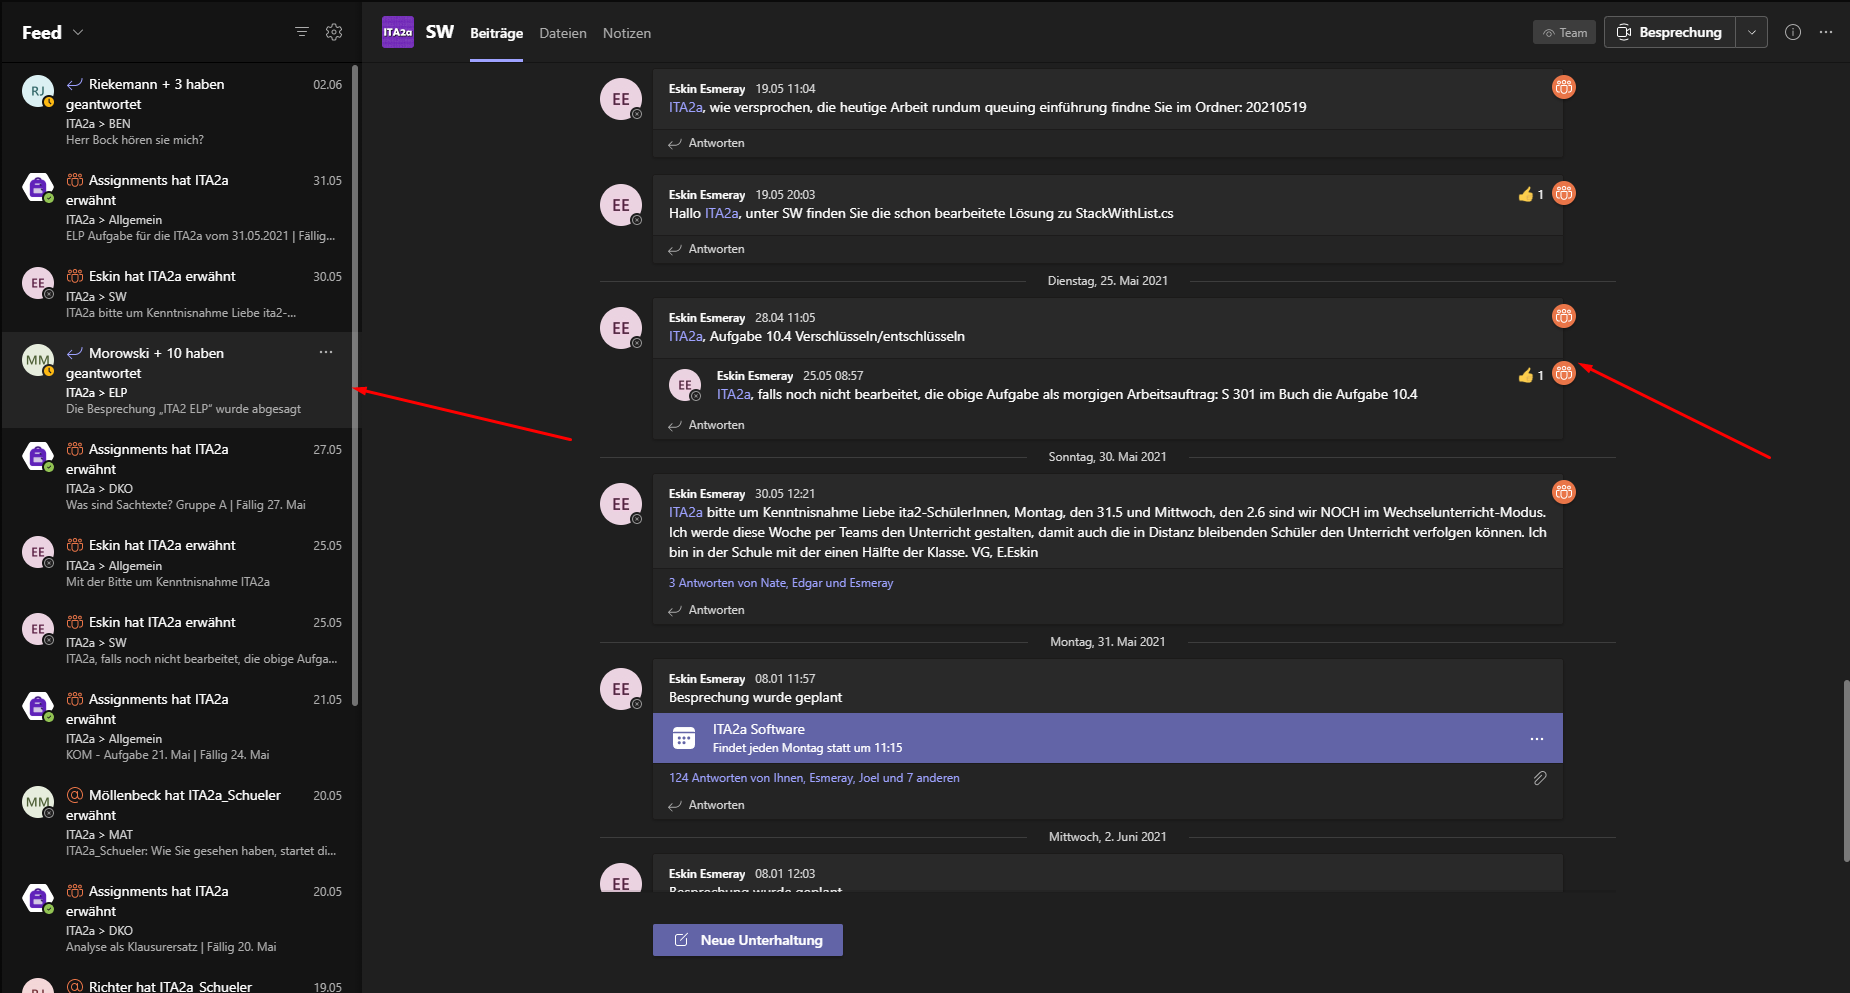 Feed
RJ
Riekemann + 3 haben 02.06
geantwortet
ITA2a > BEN
Herr Bock hören sie mich?
Assignments hat ITA2a 31.05
erwähnt
ITA2a > Allgemein
ELP Aufgabe für die ITA2a vom 31.05.2021 | Fällig...
EE
Eskin hat ITA2a erwähnt 30.05
ITA2a > SW
ITA2a bitte um Kenntnisnahme Liebe ita2-...
MM
Morowski + 10 haben ...
geantwortet
ITA2a > ELP
Die Besprechung „ITA2 ELP“ wurde abgesagt
Assignments hat ITA2a 27.05
erwähnt
ITA2a > DKO
Was sind Sachtexte? Gruppe A | Fällig 27. Mai
EE
Eskin hat ITA2a erwähnt 25.05
ITA2a > Allgemein
Mit der Bitte um Kenntnisnahme ITA2a
EE
Eskin hat ITA2a erwähnt 25.05
ITA2a > SW
ITA2a, falls noch nicht bearbeitet, die obige Aufga...
Assignments hat ITA2a 21.05
erwähnt
ITA2a > Allgemein
KOM - Aufgabe 21. Mai | Fällig 24. Mai
MM
Möllenbeck hat ITA2a_Schueler 20.05
erwähnt
ITA2a > MAT
ITA2a_Schueler: Wie Sie gesehen haben, startet di...
Assignments hat ITA2a 20.05
erwähnt
ITA2a > DKO
Analyse als Klausurersatz | Fällig 20. Mai
Richter hat ITA2a_Schueler 19.05
ITA2a SW Beiträge Dateien Notizen Team Besprechung ...
EE
Eskin Esmeray 19.05 11:04
ITA2a, wie versprochen, die heutige Arbeit rundum queuing einführung findne Sie im Ordner: 20210519
Antworten
EE
Eskin Esmeray 19.05 20:03 👍 1
Hallo ITA2a, unter SW finden Sie die schon bearbeitete Lösung zu StackWithList.cs
Antworten
Dienstag, 25. Mai 2021
EE
Eskin Esmeray 28.04 11:05
ITA2a, Aufgabe 10.4 Verschlüsseln/entschlüsseln
EE
Eskin Esmeray 25.05 08:57 👍 1
ITA2a, falls noch nicht bearbeitet, die obige Aufgabe als morgigen Arbeitsauftrag: S 301 im Buch die Aufgabe 10.4
Antworten
Sonntag, 30. Mai 2021
EE
Eskin Esmeray 30.05 12:21
ITA2a bitte um Kenntnisnahme Liebe ita2-SchülerInnen, Montag, den 31.5 und Mittwoch, den 2.6 sind wir NOCH im Wechselunterricht-Modus.
Ich werde diese Woche per Teams den Unterricht gestalten, damit auch die in Distanz bleibenden Schüler den Unterricht verfolgen können. Ich
bin in der Schule mit der einen Hälfte der Klasse. VG, E.Eskin
3 Antworten von Nate, Edgar und Esmeray
Antworten
Montag, 31. Mai 2021
EE
Eskin Esmeray 08.01 11:57
Besprechung wurde geplant
ITA2a Software
Findet jeden Montag statt um 11:15
...
124 Antworten von Ihnen, Esmeray, Joel und 7 anderen
Antworten
Mittwoch, 2. Juni 2021
EE
Eskin Esmeray 08.01 12:03
Besprechung wurde geplant
Neue Unterhaltung